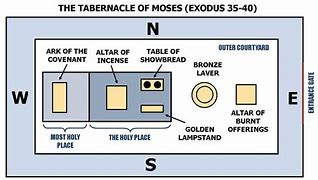 THE TABERNACLE OF MOSES (EXODUS 35-40)
N
OUTER COURTYARD
ARK OF THE
COVENANT
ALTAR OF
INCENSE
TABLE OF
SHOWBREAD
BRONZE
LAVER
W
E
ENTRANCE GATE
ALTAR OF
BURNT
OFFERINGS
MOST HOLY
PLACE
THE HOLY PLACE
GOLDEN
LAMPSTAND
S